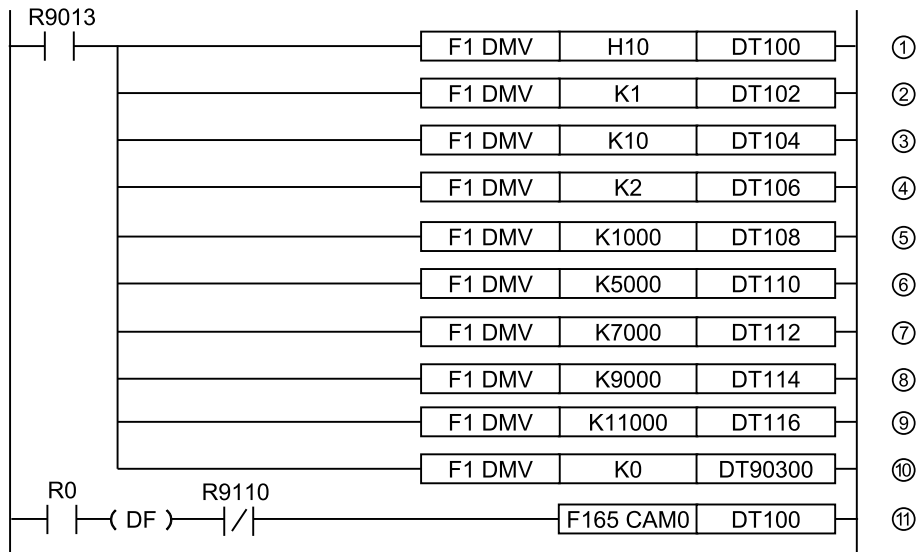 R9013
F1 DMV H10 DT100 ①
F1 DMV K1 DT102 ②
F1 DMV K10 DT104 ③
F1 DMV K2 DT106 ④
F1 DMV K1000 DT108 ⑤
F1 DMV K5000 DT110 ⑥
F1 DMV K7000 DT112 ⑦
F1 DMV K9000 DT114 ⑧
F1 DMV K11000 DT116 ⑨
F1 DMV K0 DT90300 ⑩
R0 R9110
( DF ) F165 CAM0 DT100 ⑪